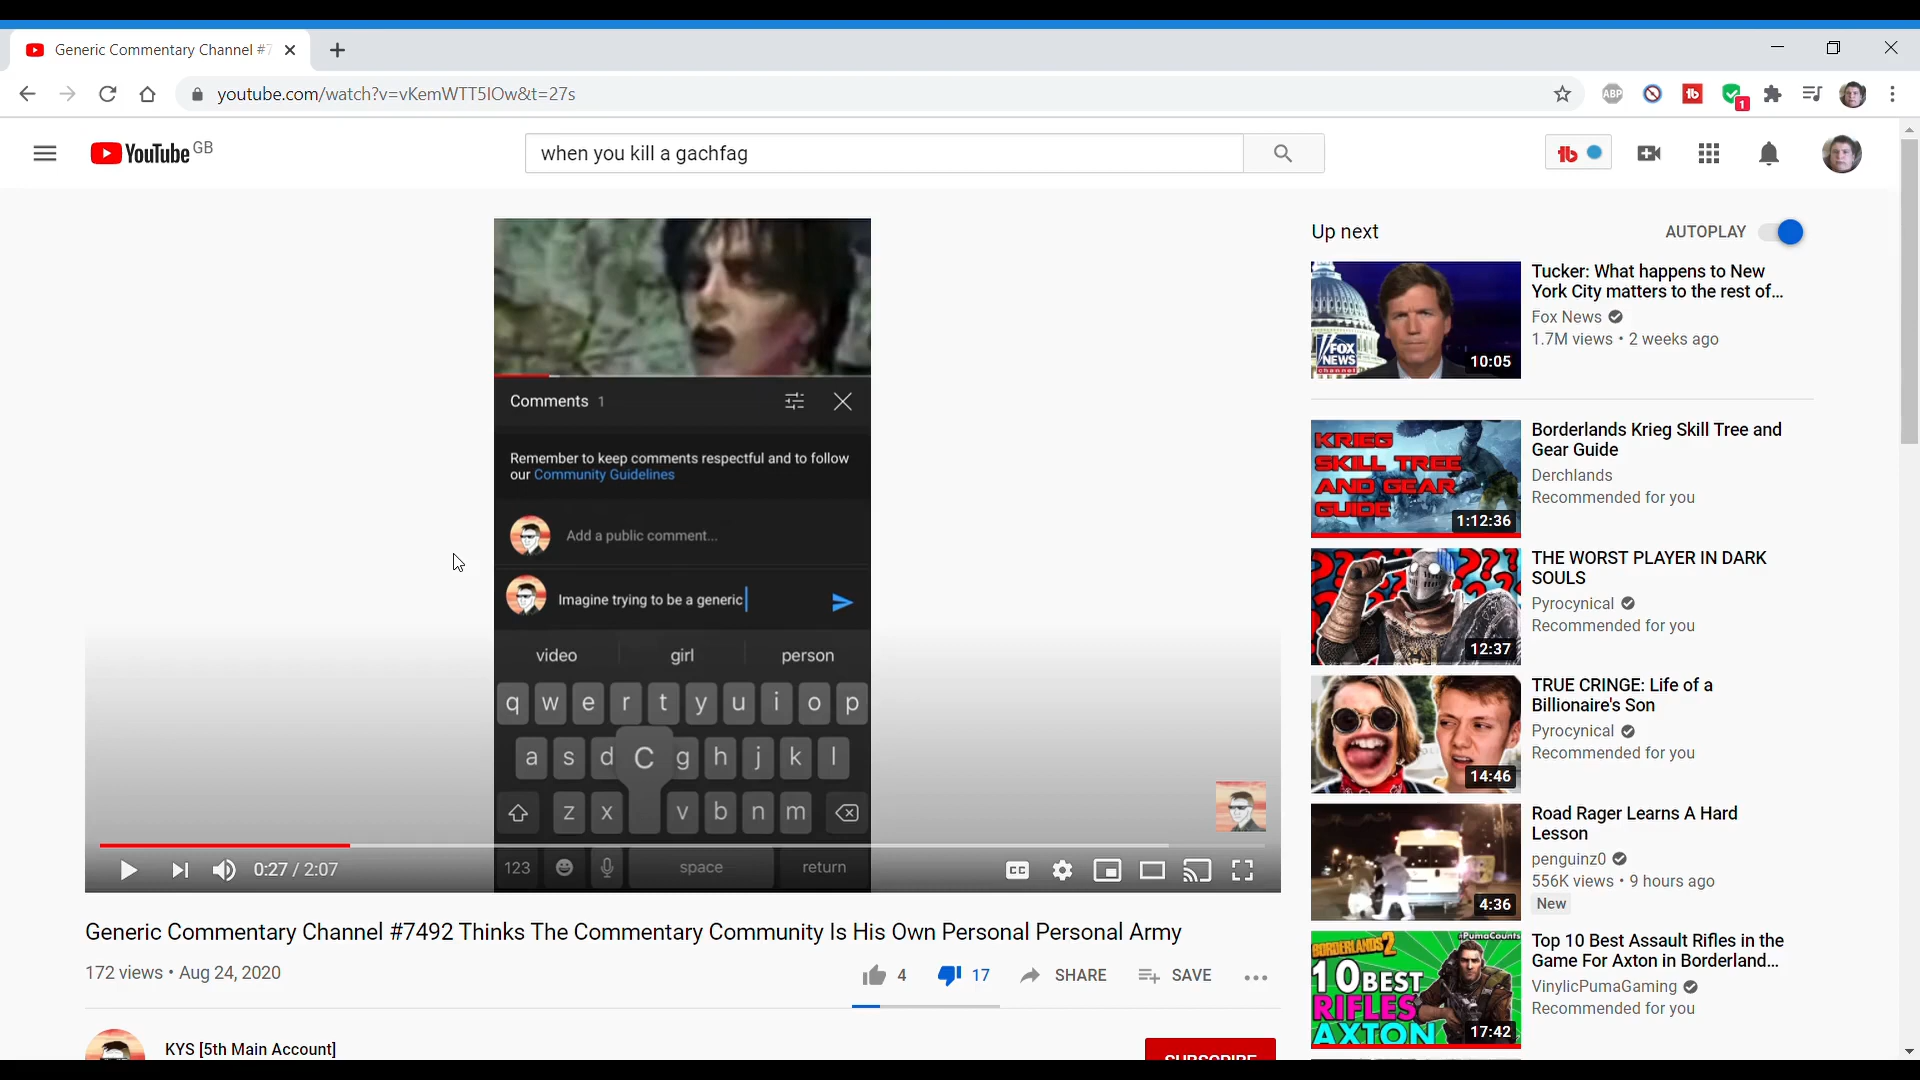 Generic Commentary Channel #7
youtube.com/watch?v=vKemWTT5IOw&t=27s
ABP
1
YouTube GB
when you kill a gachfag
Comments 1
Remember to keep comments respectful and to follow
our Community Guidelines
Add a public comment...
Imagine trying to be a generic
video girl person
q w e r t y u i o p
a s d C g h j k l
z x v b n m
123 space return
0:27 / 2:07
CC
Generic Commentary Channel #7492 Thinks The Commentary Community Is His Own Personal Personal Army
172 views • Aug 24, 2020
4 17 SHARE SAVE
KYS [5th Main Account]
SUBSCRIBE
Up next AUTOPLAY
FOX
NEWS
channel
10:05
Tucker: What happens to New
York City matters to the rest of...
Fox News
1.7M views • 2 weeks ago
KRIEG
SKILL TREE
AND GEAR
GUIDE
1:12:36
Borderlands Krieg Skill Tree and
Gear Guide
Derchlands
Recommended for you
12:37
THE WORST PLAYER IN DARK
SOULS
Pyrocynical
Recommended for you
14:46
TRUE CRINGE: Life of a
Billionaire's Son
Pyrocynical
Recommended for you
4:36
Road Rager Learns A Hard
Lesson
penguinz0
556K views • 9 hours ago
New
BORDERLANDS 2
#PumaCounts
10 BEST
RIFLES
AXTON
17:42
Top 10 Best Assault Rifles in the
Game For Axton in Borderland...
VinylicPumaGaming
Recommended for you